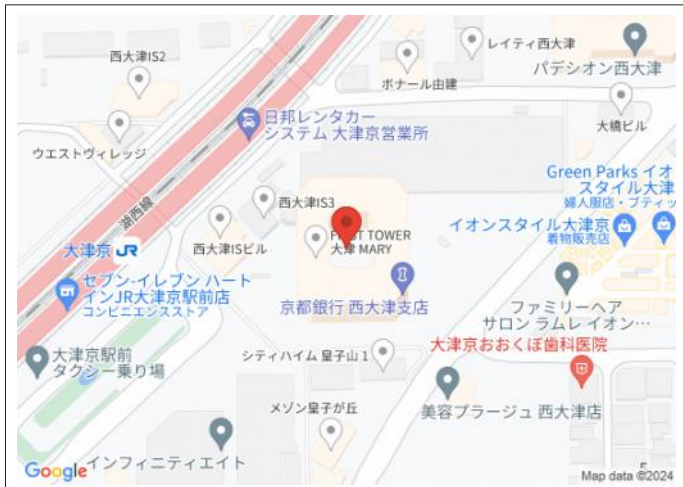 西大津IS2
レイティ西大津
ボナール由建
パデシオン西大津
日邦レンタカー
システム 大津京営業所
大橋ビル
ウエストヴィレッジ
Green Parks イオ
スタイル大津
婦人服店・ブティッ
湖西線
西大津IS3
FIRST TOWER
大津 MARY
イオンスタイル大津京
着物販売店
大津京 JR
西大津ISビル
セブン-イレブン ハート
インJR大津京駅前店
コンビニエンスストア
京都銀行 西大津支店
ファミリーヘア
サロン ラムレ イオン…
大津京駅前
タクシー乗り場
シティハイム 皇子山 1
大津京おおくぼ歯科医院
メゾン皇子が丘
美容プラージュ 西大津店
インフィニティエイト
Google
5
Map data ©2024